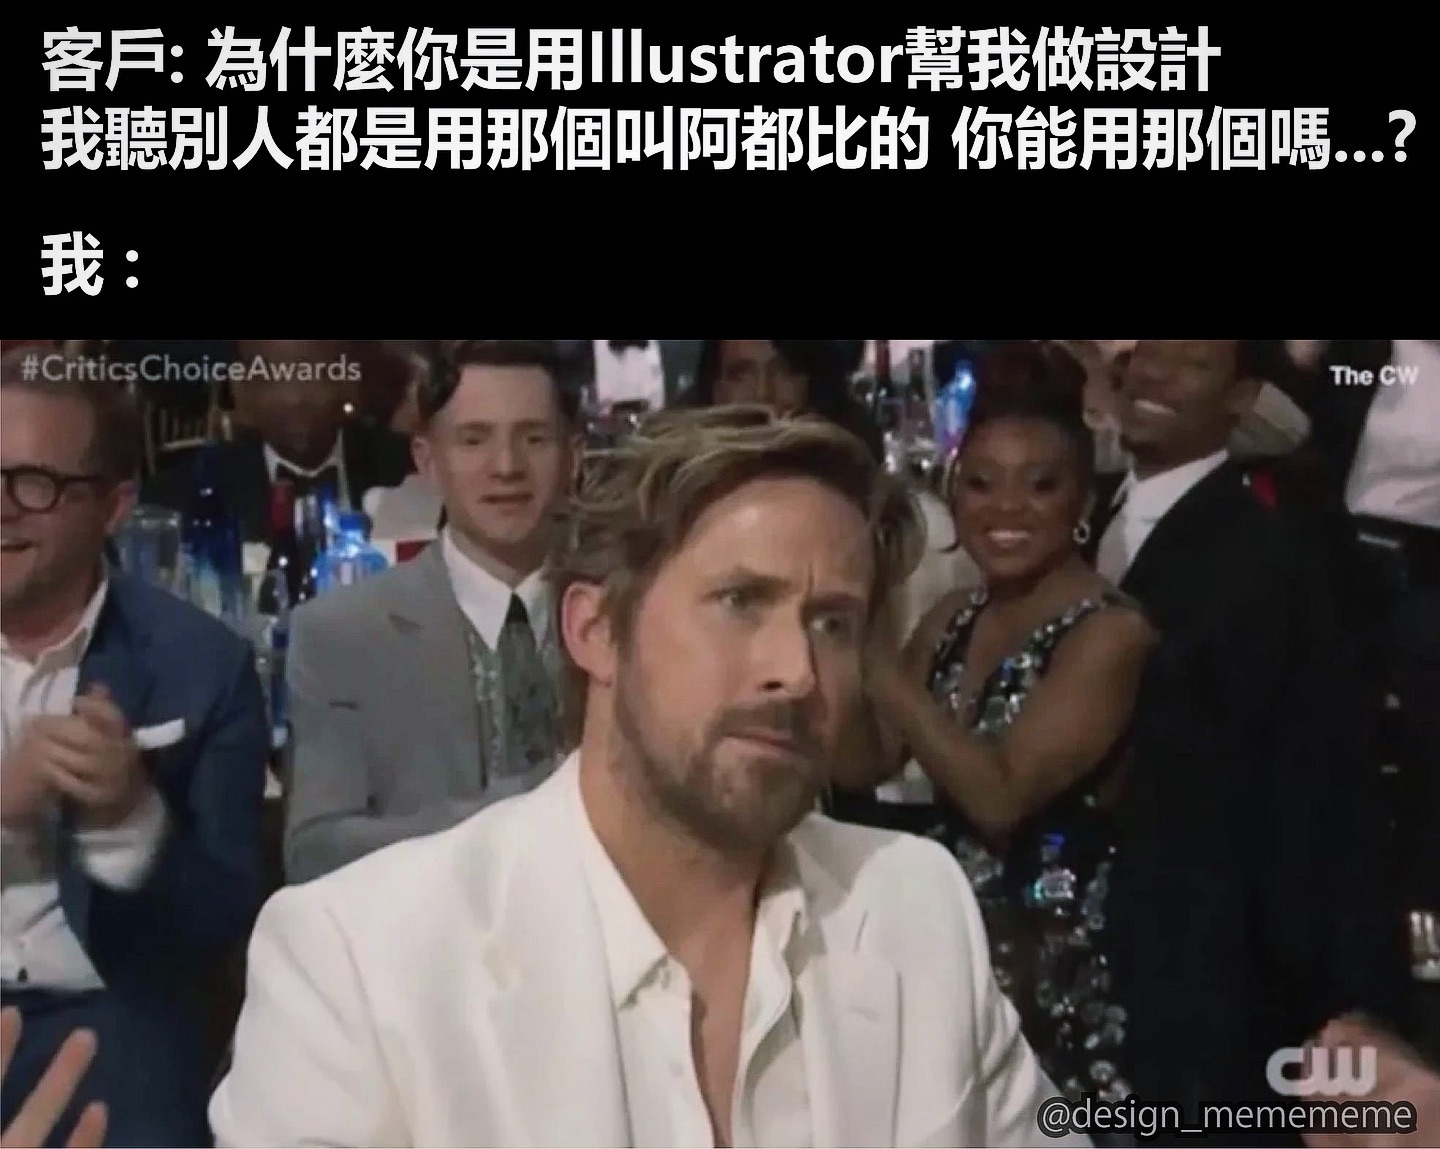 客戶: 為什麼你是用Illustrator幫我做設計
我聽別人都是用那個叫阿都比的 你能用那個嗎...?
我：
#CriticsChoiceAwards
The CW
CW
@design_memememe